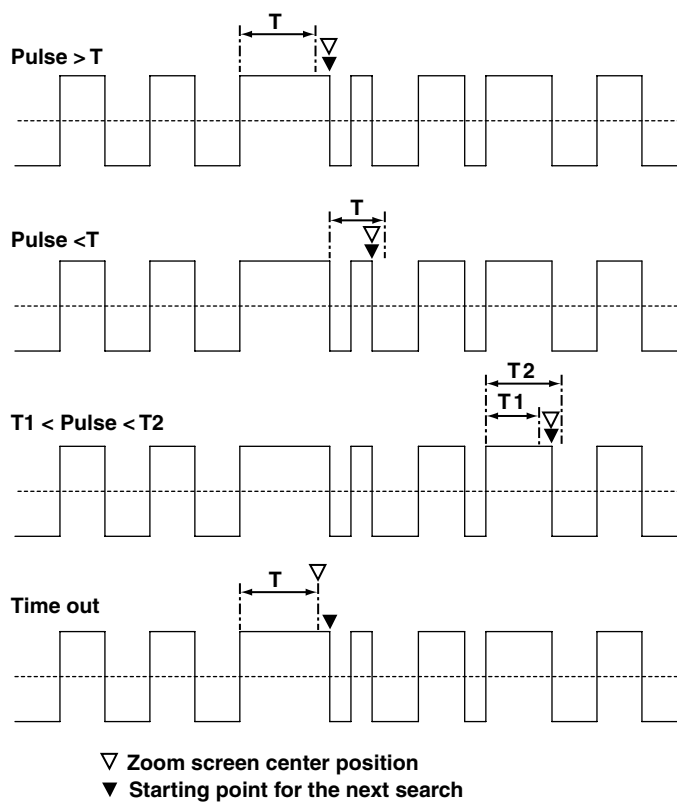 T
Pulse > T
T
Pulse <T
T2
T1
T1 < Pulse < T2
T
Time out
▽ Zoom screen center position
▼ Starting point for the next search